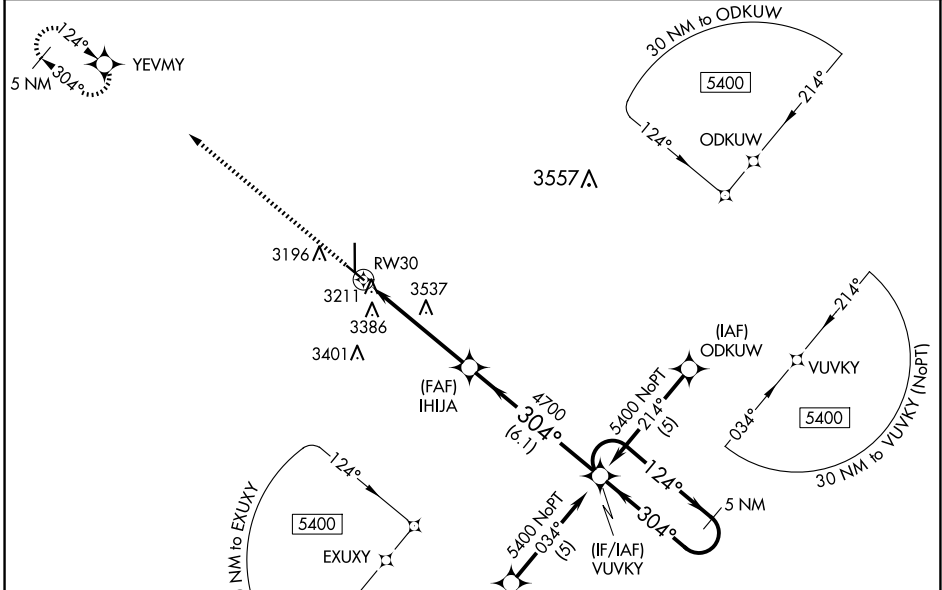 124°
304°
5 NM
YEVMY
30 NM to ODKUW
5400
214°
124°
ODKUW
3557
3196
RW30
3211
3537
3386
3401
(FAF)
IHIJA
(IAF)
ODKUW
214°
VUVKY
034°
5400
30 NM to VUVKY (NoPT)
4700
304°
(6.1)
5400 NoPT
214°
(5)
124°
304°
5 NM
(IF/IAF)
VUVKY
5400 NoPT
034°
(5)
124°
5400
EXUXY
NM to EXUXY